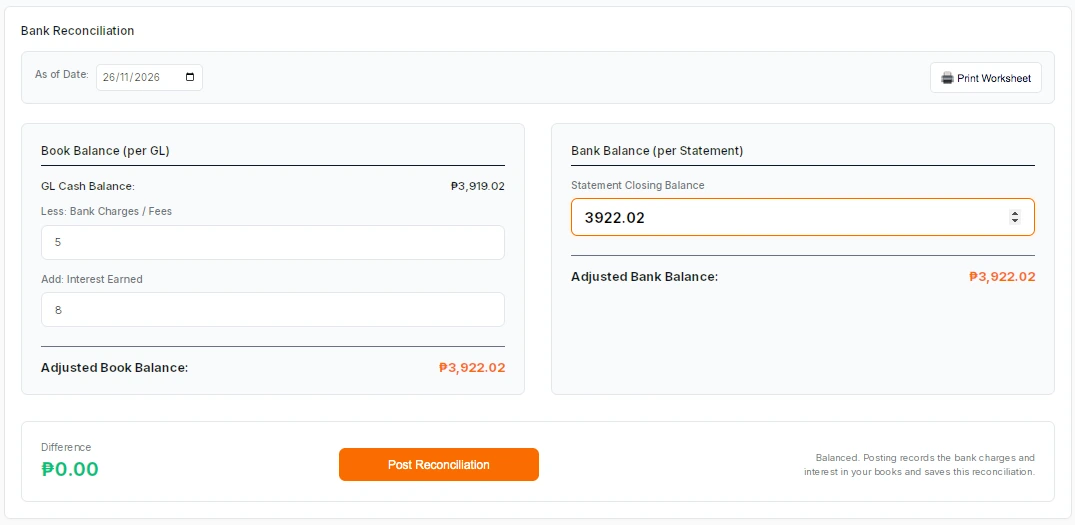 Bank Reconciliation
As of Date: 26/11/2026
Print Worksheet
Book Balance (per GL)
GL Cash Balance: ₱3,919.02
Less: Bank Charges / Fees
5
Add: Interest Earned
8
Adjusted Book Balance: ₱3,922.02
Bank Balance (per Statement)
Statement Closing Balance
3922.02
Adjusted Bank Balance: ₱3,922.02
Difference
₱0.00
Post Reconciliation
Balanced. Posting records the bank charges and
interest in your books and saves this reconciliation.